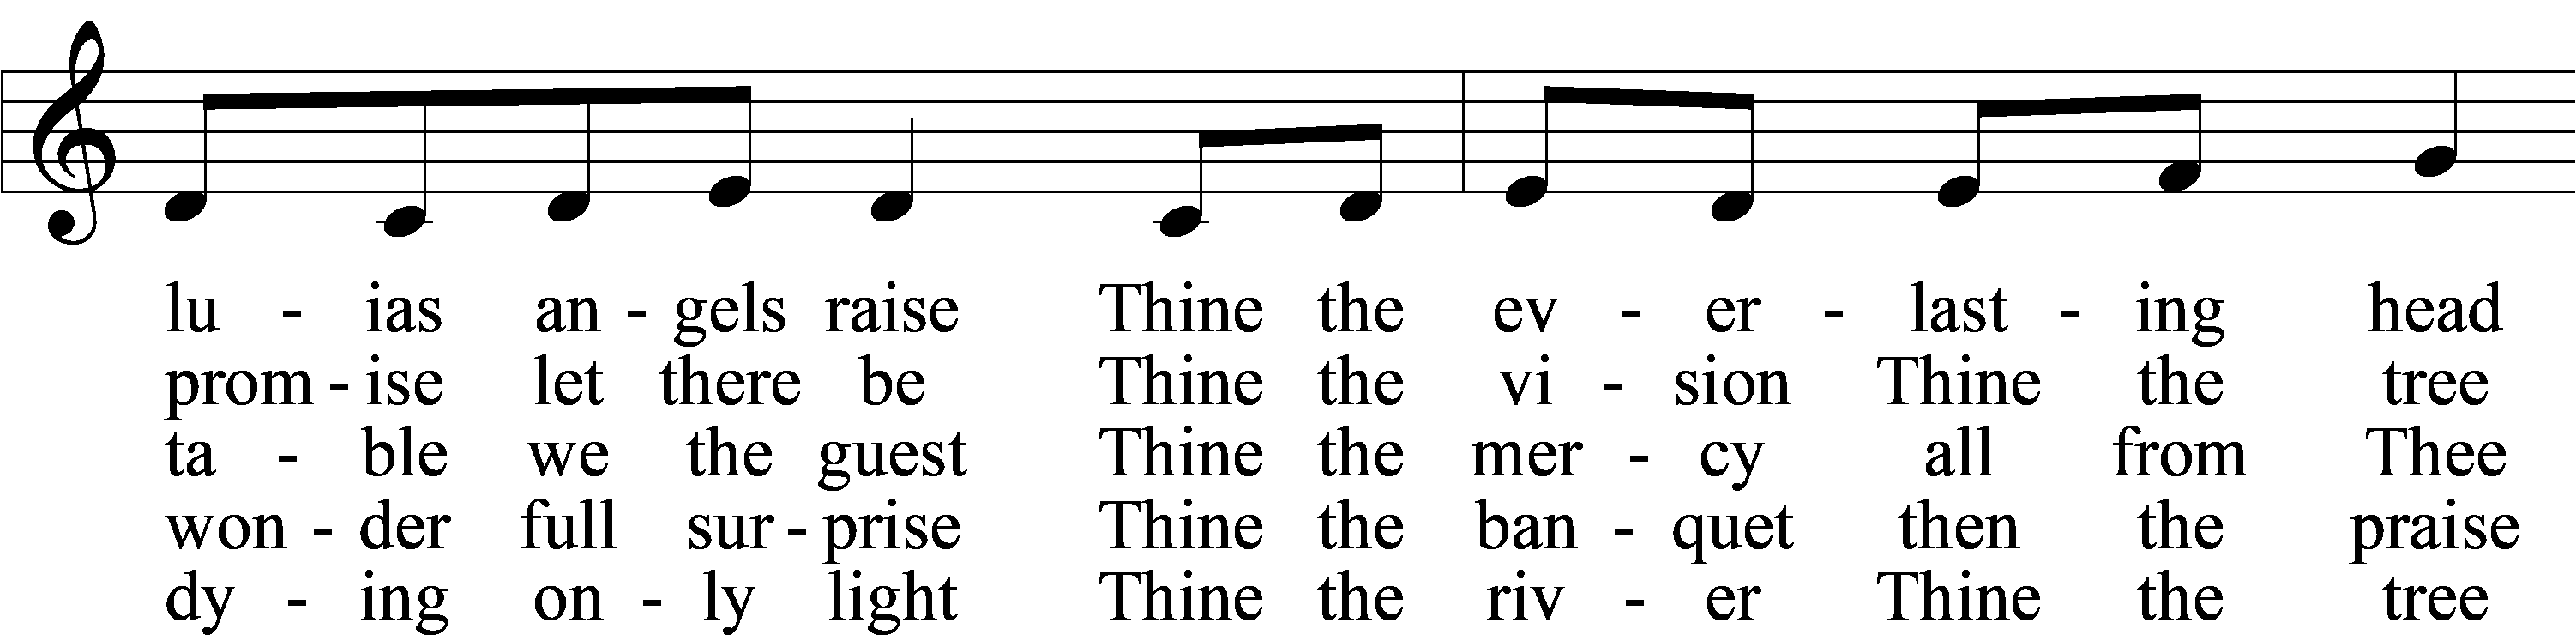 lu - ias an - gels raise Thine the ev - er - last - ing head
prom - ise let there be Thine the vi - sion Thine the tree
ta - ble we the guest Thine the mer - cy all from Thee
won - der full sur - prise Thine the ban - quet then the praise
dy - ing on - ly light Thine the riv - er Thine the tree